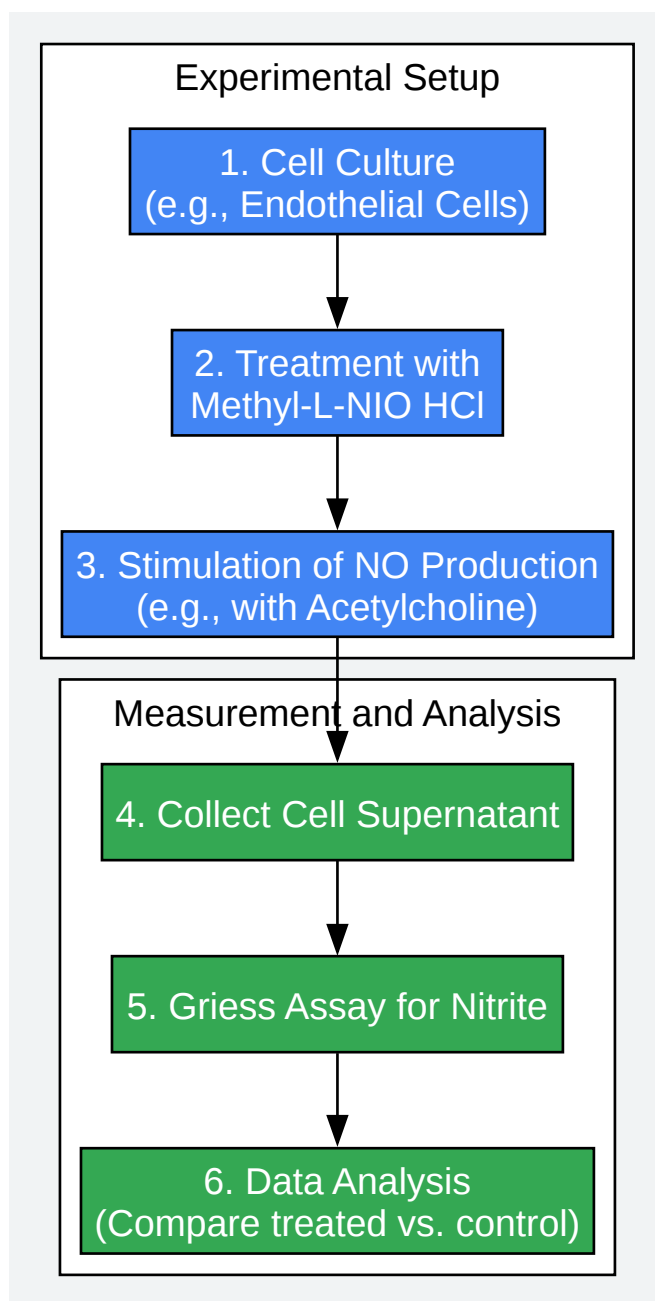 Experimental Setup
1. Cell Culture
(e.g., Endothelial Cells)
2. Treatment with
Methyl-L-NIO HCl
3. Stimulation of NO Production
(e.g., with Acetylcholine)
Measurement and Analysis
4. Collect Cell Supernatant
5. Griess Assay for Nitrite
6. Data Analysis
(Compare treated vs. control)